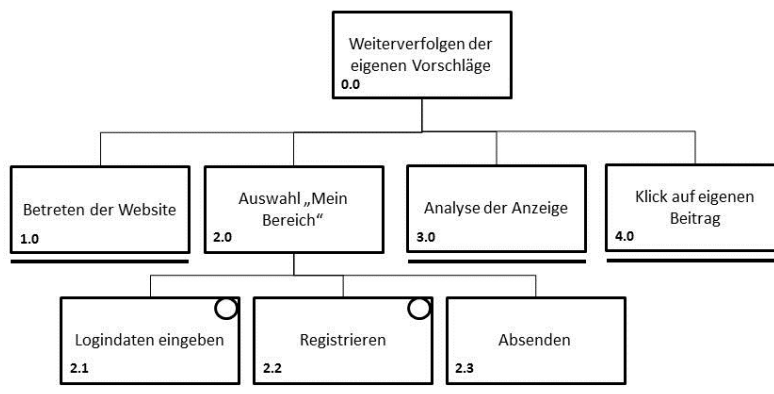 Weiterverfolgen der
eigenen Vorschläge
0.0
Betreten der Website
1.0
Auswahl „Mein
Bereich“
2.0
Analyse der Anzeige
3.0
Klick auf eigenen
Beitrag
4.0
Logindaten eingeben
2.1
Registrieren
2.2
Absenden
2.3